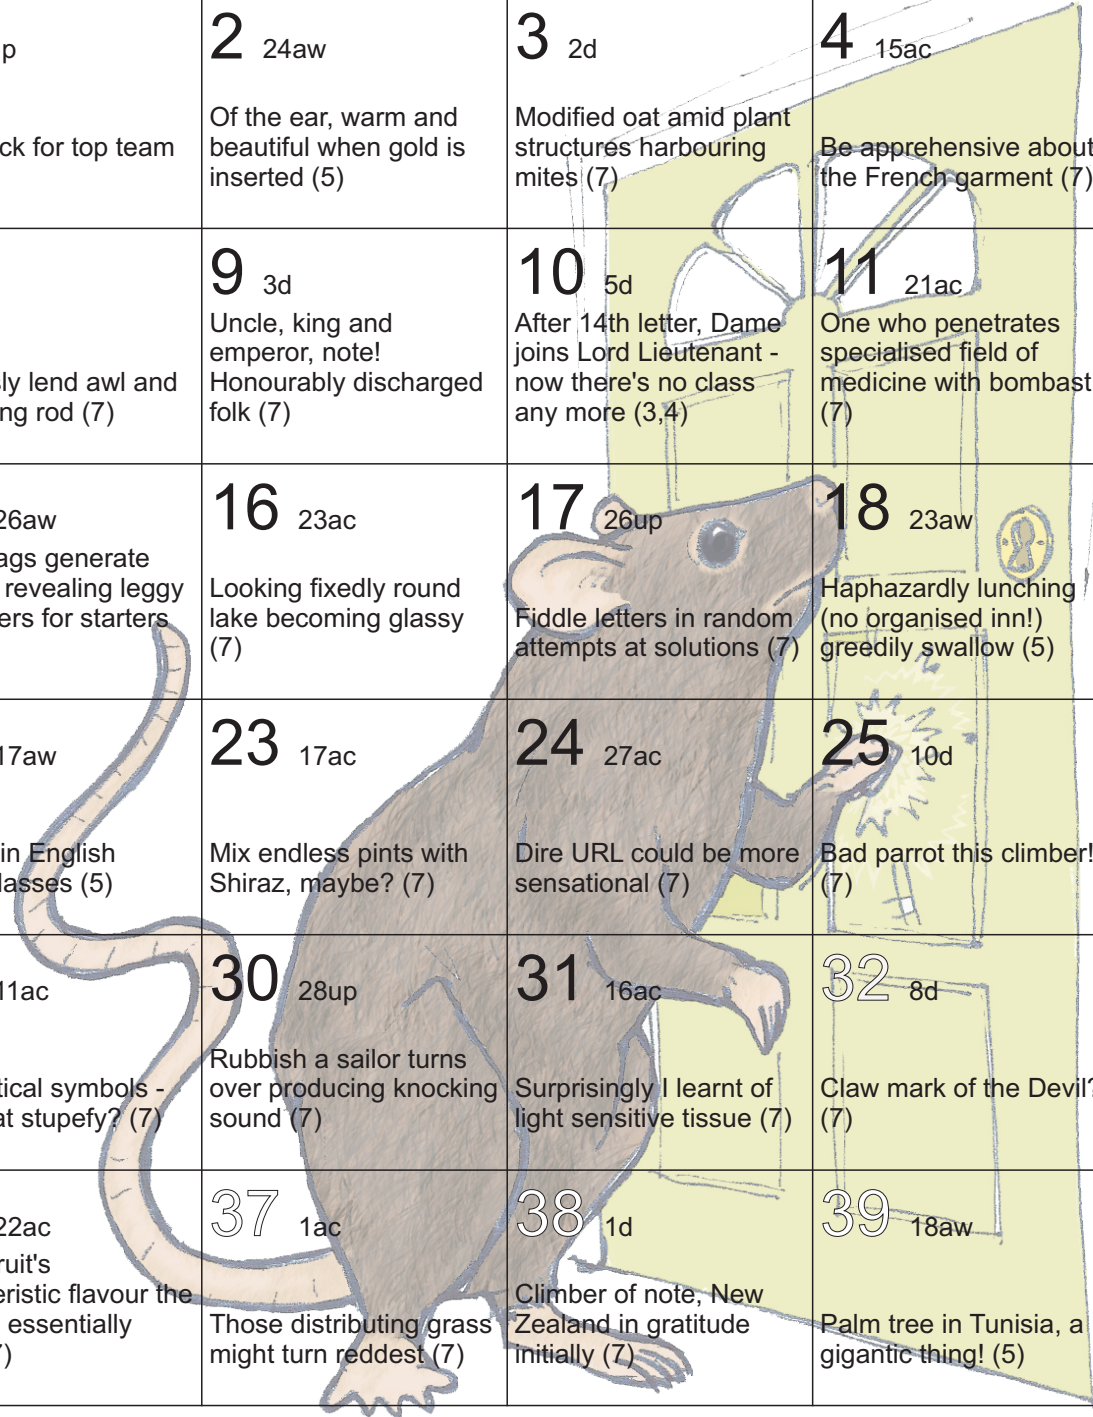 p
ck for top team
2 24aw
Of the ear, warm and
beautiful when gold is
inserted (5)
3 2d
Modified oat amid plant
structures harbouring
mites (7)
4 15ac
Be apprehensive about
the French garment (7)
sly lend awl and
ng rod (7)
9 3d
Uncle, king and
emperor, note!
Honourably discharged
folk (7)
10 5d
After 14th letter, Dame
joins Lord Lieutenant -
now there's no class
any more (3,4)
11 21ac
One who penetrates
specialised field of
medicine with bombast
(7)
26aw
ags generate
revealing leggy
ers for starters
16 23ac
Looking fixedly round
lake becoming glassy
(7)
17 26up
Fiddle letters in random
attempts at solutions (7)
18 23aw
Haphazardly lunching
(no organised inn!)
greedily swallow (5)
17aw
in English
lasses (5)
23 17ac
Mix endless pints with
Shiraz, maybe? (7)
24 27ac
Dire URL could be more
sensational (7)
25 10d
Bad parrot this climber!
(7)
11ac
tical symbols -
at stupefy? (7)
30 28up
Rubbish a sailor turns
over producing knocking
sound (7)
31 16ac
Surprisingly I learnt of
light sensitive tissue (7)
32 8d
Claw mark of the Devil?
(7)
22ac
ruit's
eristic flavour the
essentially
7)
37 1ac
Those distributing grass
might turn reddest (7)
38 1d
Climber of note, New
Zealand in gratitude
initially (7)
39 18aw
Palm tree in Tunisia, a
gigantic thing! (5)